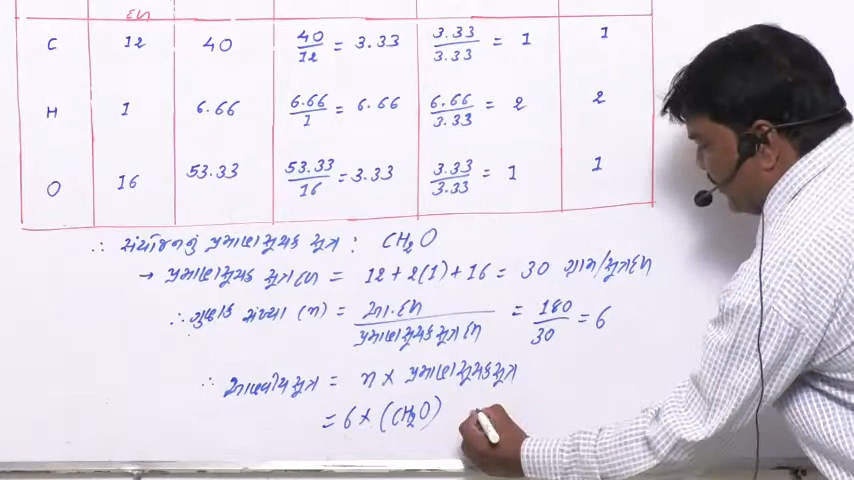 દળ
C 12 40 40/12 = 3.33 3.33/3.33 = 1 1
H 1 6.66 6.66/1 = 6.66 6.66/3.33 = 2 2
O 16 53.33 53.33/16 = 3.33 3.33/3.33 = 1 1
∴ સંયોજનનું પ્રમાણસૂચક સૂત્ર : CH₂O
→ પ્રમાણસૂચક સૂત્રદળ = 12 + 2(1) + 16 = 30 ગ્રામ/સૂત્રદળ
∴ ગુણાંક સંખ્યા (n) = આ.દળ / પ્રમાણસૂચક સૂત્ર દળ = 180/30 = 6
∴ આણ્વીય સૂત્ર = n × પ્રમાણસૂચક સૂત્ર
= 6 × (CH₂O)